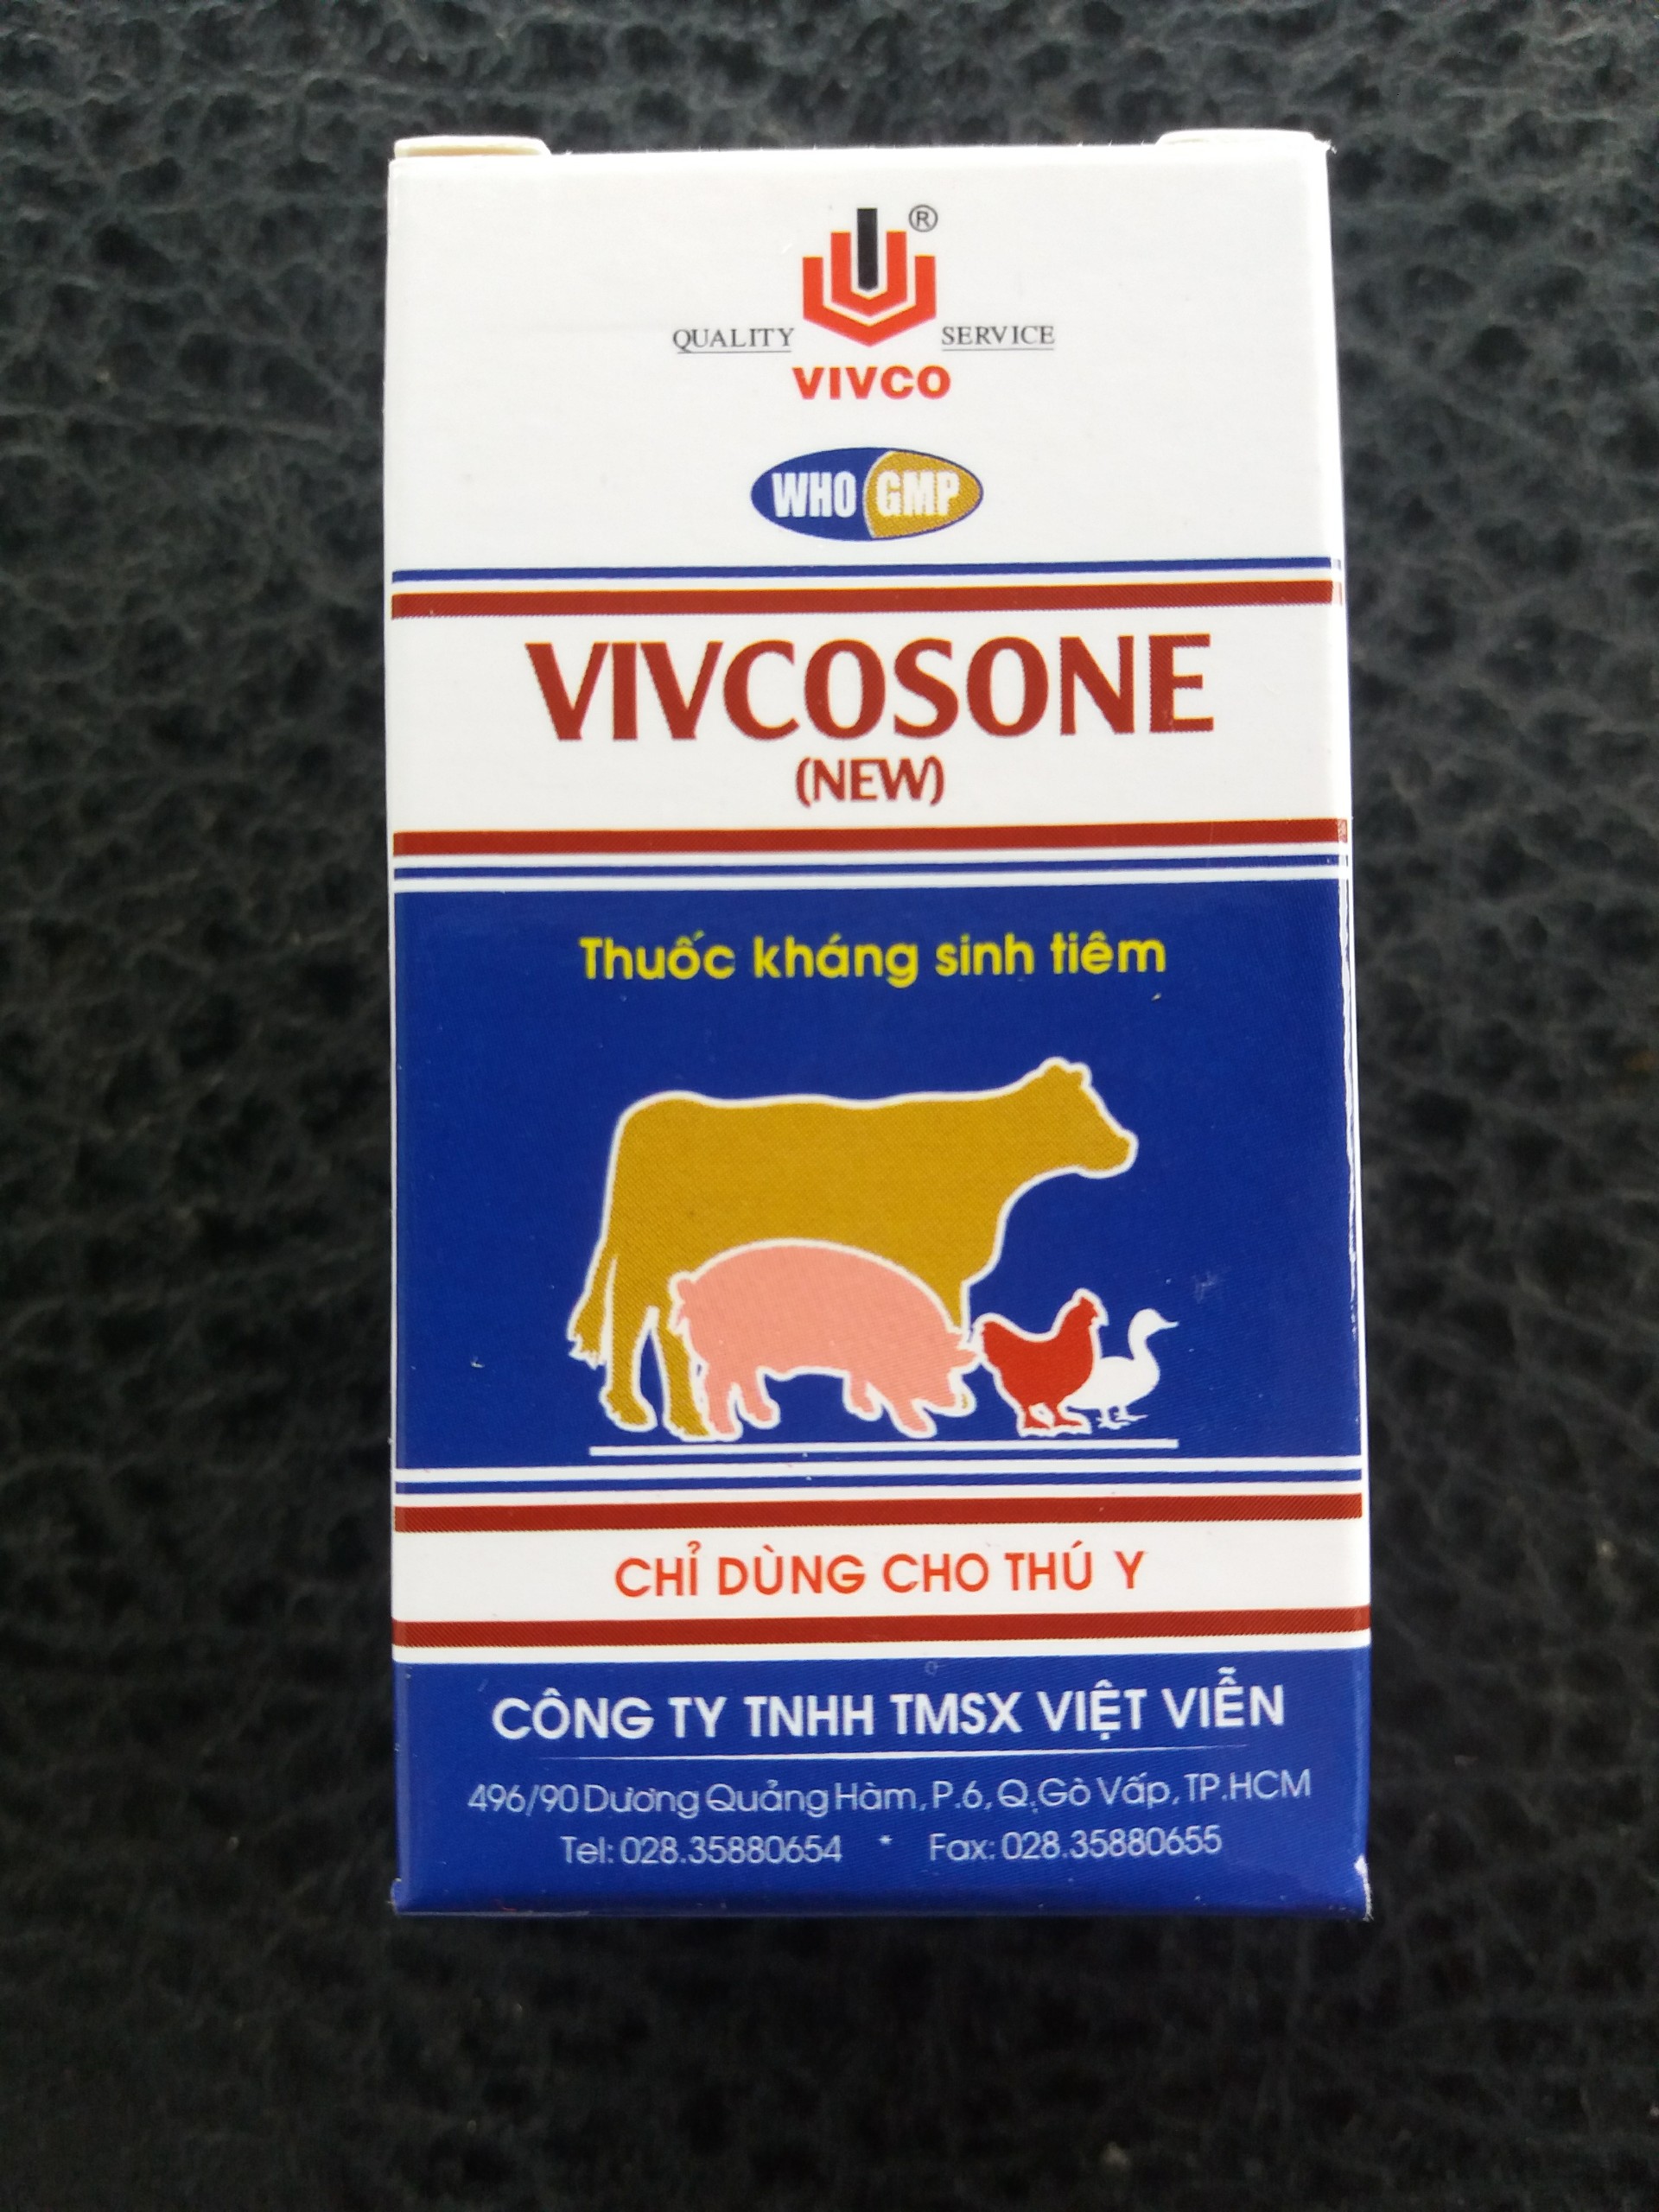 ®
QUALITY SERVICE
VIVCO
WHO GMP
VIVCOSONE
(NEW)
Thuốc kháng sinh tiêm
CHỈ DÙNG CHO THÚ Y
CÔNG TY TNHH TMSX VIỆT VIỄN
496/90 Dương Quảng Hàm, P.6, Q.Gò Vấp, TP.HCM
Tel: 028.35880654 * Fax: 028.35880655